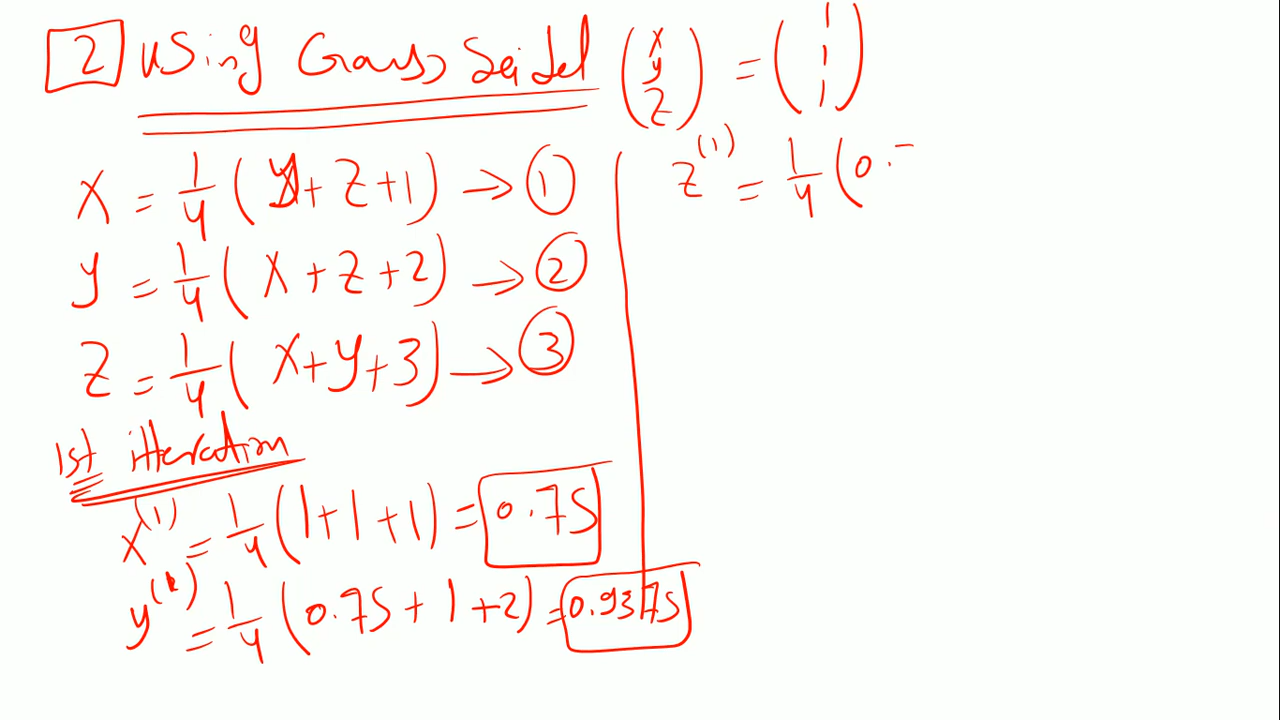 2 using Gauss Seidel (x y z) = (1 1 1)
x = 1/4 (y + z + 1) → ①
y = 1/4 (x + z + 2) → ②
z = 1/4 (x + y + 3) → ③
1st itteration
x^(1) = 1/4 (1 + 1 + 1) = 0.75
y^(1) = 1/4 (0.75 + 1 + 2) = 0.9375
z^(1) = 1/4 (0.